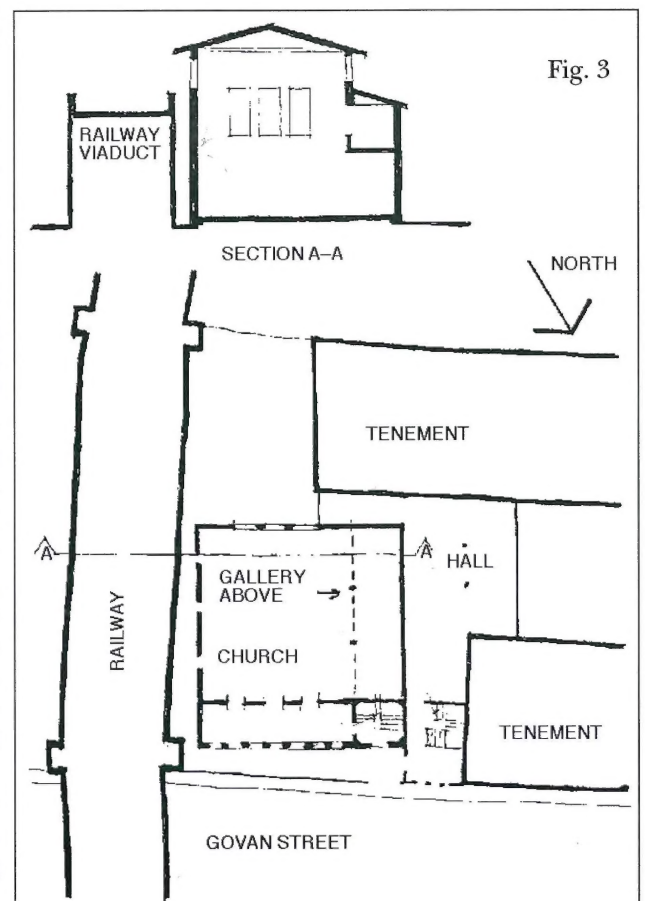 Fig. 3
RAILWAY
VIADUCT
SECTION A–A
NORTH
TENEMENT
A
A
HALL
GALLERY
ABOVE
RAILWAY
CHURCH
TENEMENT
GOVAN STREET